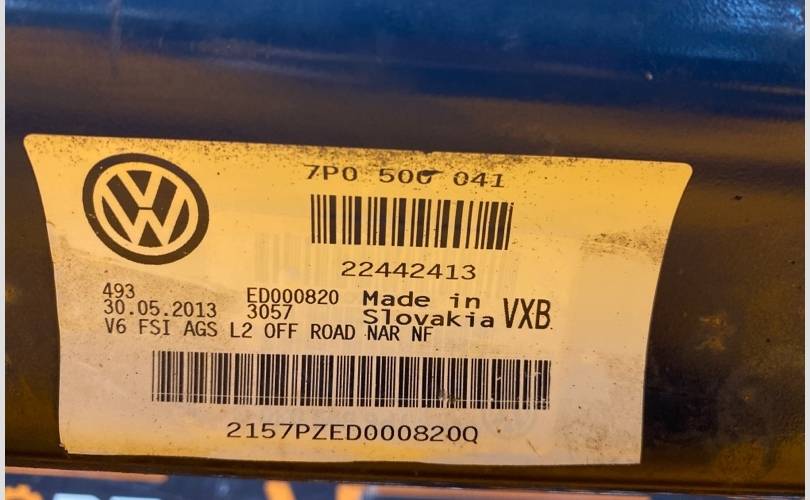 7P0 500 041
22442413
493
ED000820
30.05.2013
3057
Made in
Slovakia
VXB
V6 FSI AGS L2 OFF ROAD NAR NF
2157PZED000820Q